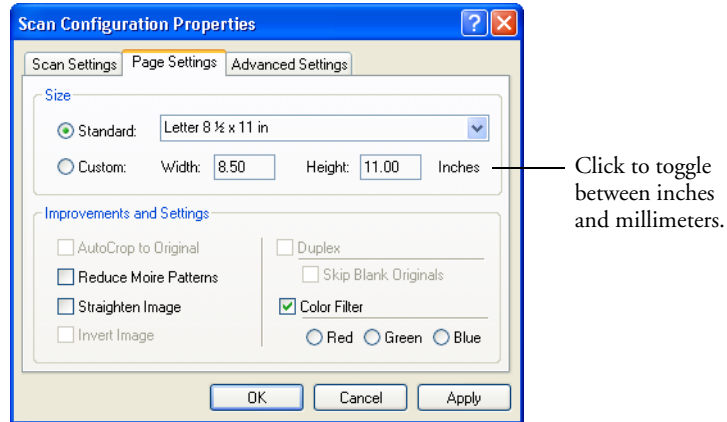 Scan Configuration Properties
Scan Settings Page Settings Advanced Settings
Size
Standard: Letter 8 ½ x 11 in
Custom: Width: 8.50 Height: 11.00 Inches
Click to toggle
between inches
and millimeters.
Improvements and Settings
AutoCrop to Original
Reduce Moire Patterns
Straighten Image
Invert Image
Duplex
Skip Blank Originals
Color Filter
Red Green Blue
OK Cancel Apply